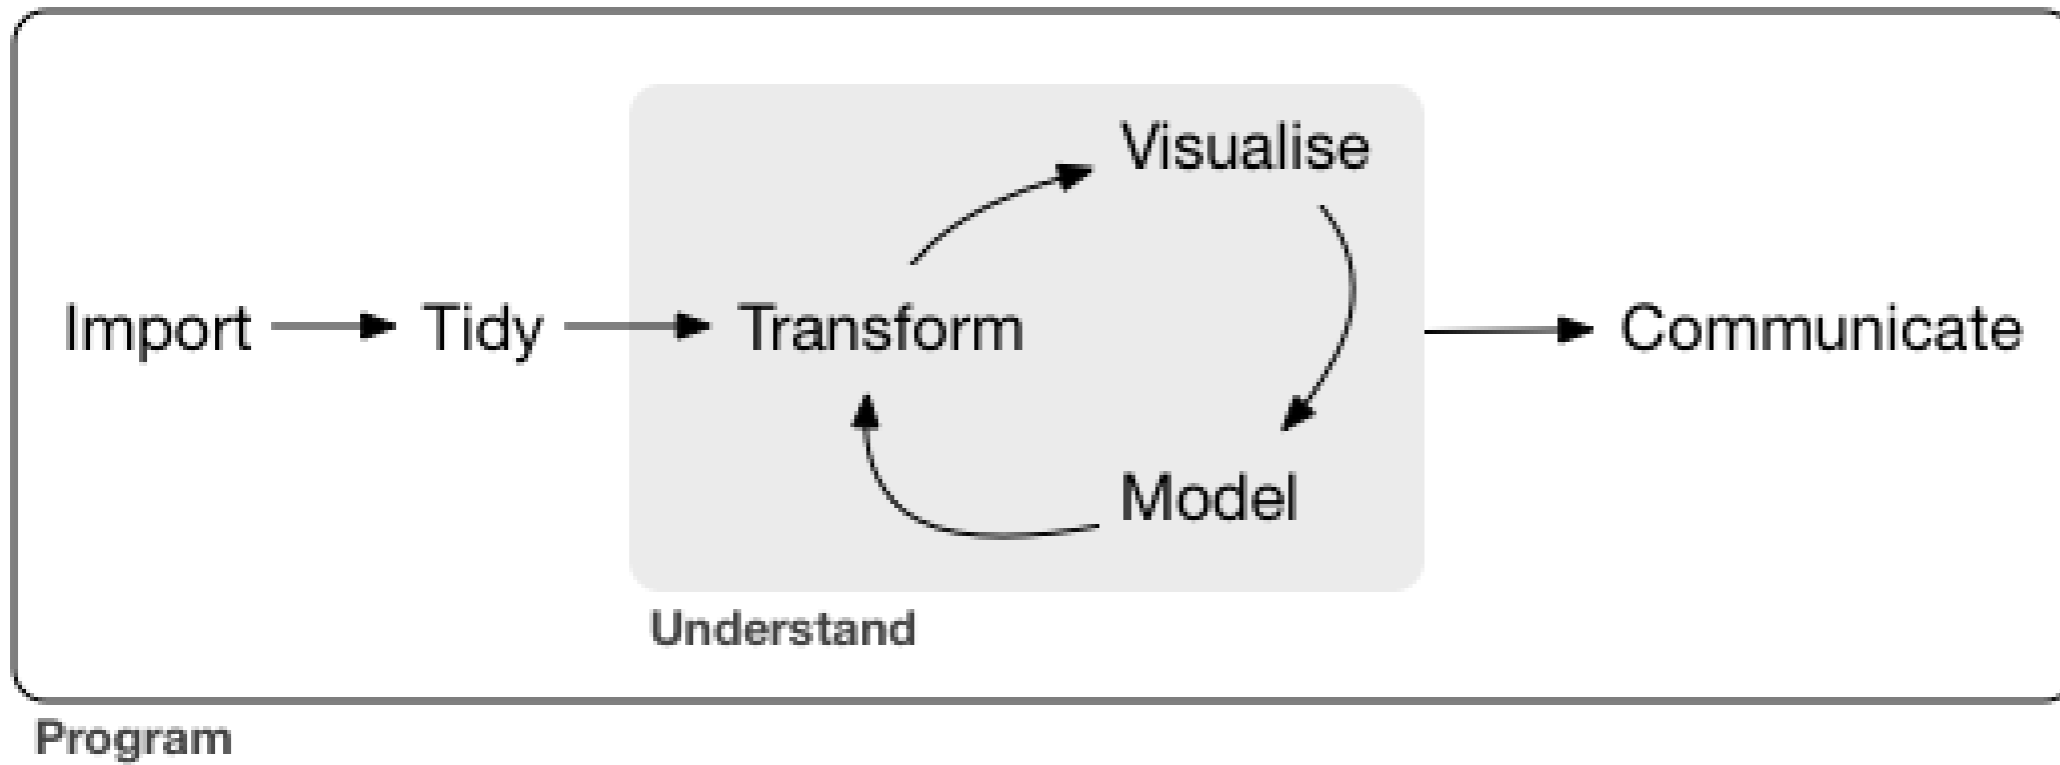 Visualise
Import Tidy Transform Communicate
Model
Understand
Program